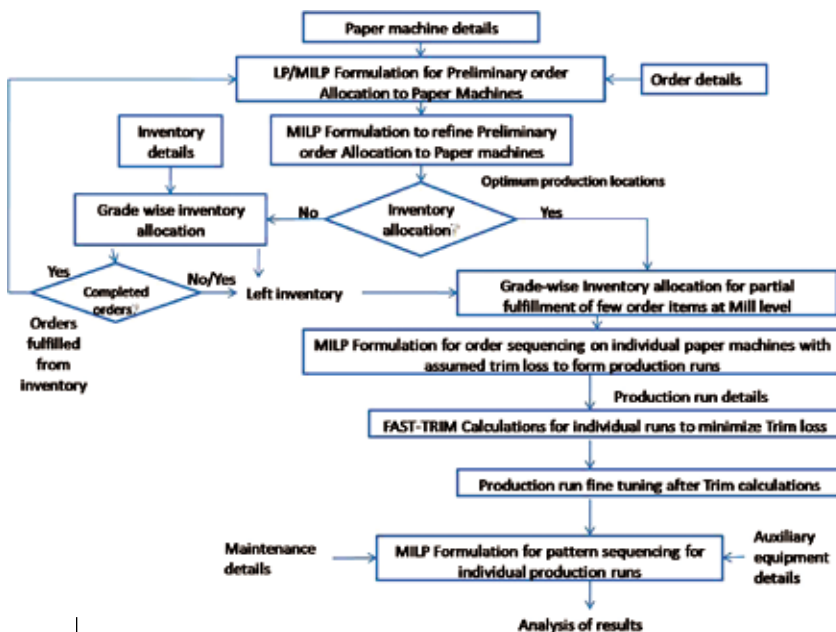 Paper machine details
LP/MILP Formulation for Preliminary order
Allocation to Paper Machines
Order details
Inventory
details
MILP Formulation to refine Preliminary
order Allocation to Paper machines
Optimum production locations
Grade wise inventory
allocation
No
Inventory
allocation?
Yes
Yes
Completed
orders?
No/Yes
Left inventory
Grade-wise Inventory allocation for partial
fulfillment of few order items at Mill level
Orders
fulfilled
from
inventory
MILP Formulation for order sequencing on individual paper machines with
assumed trim loss to form production runs
Production run details
FAST-TRIM Calculations for individual runs to minimize Trim loss
Production run fine tuning after Trim calculations
Maintenance
details
MILP Formulation for pattern sequencing for
individual production runs
Auxiliary
equipment
details
Analysis of results